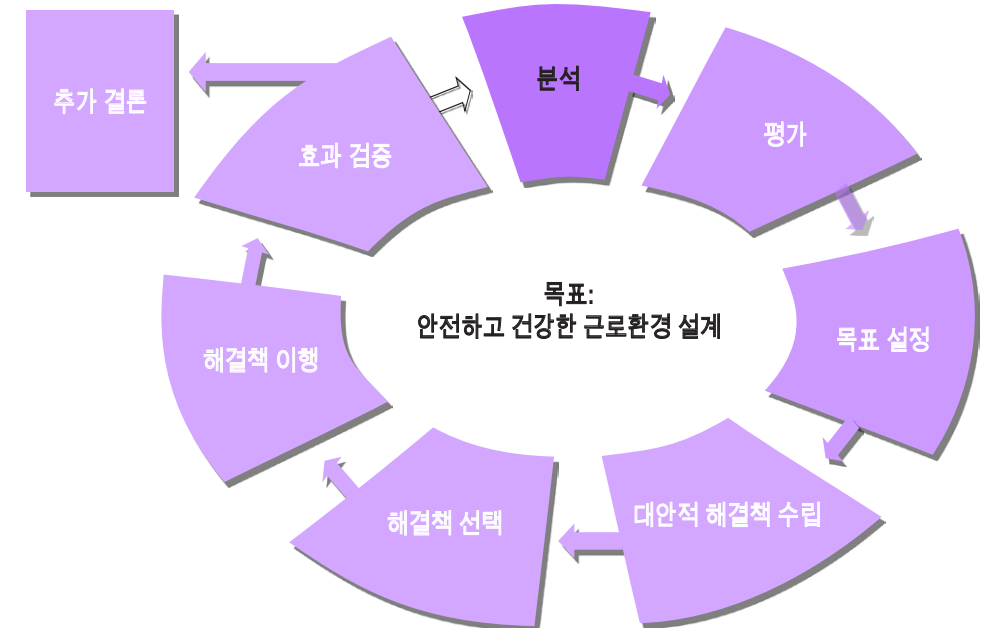 추가 결론
분석
평가
효과 검증
목표:
안전하고 건강한 근로환경 설계
목표 설정
해결책 이행
해결책 선택
대안적 해결책 수립